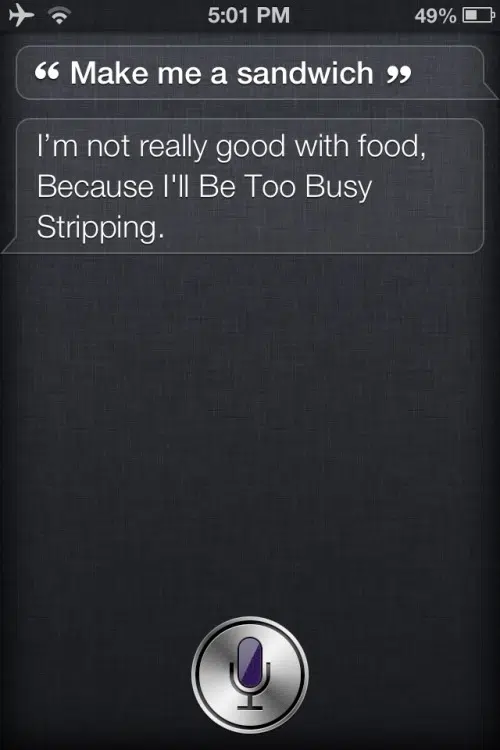 5:01 PM
49%
“ Make me a sandwich ”
I’m not really good with food,
Because I'll Be Too Busy
Stripping.